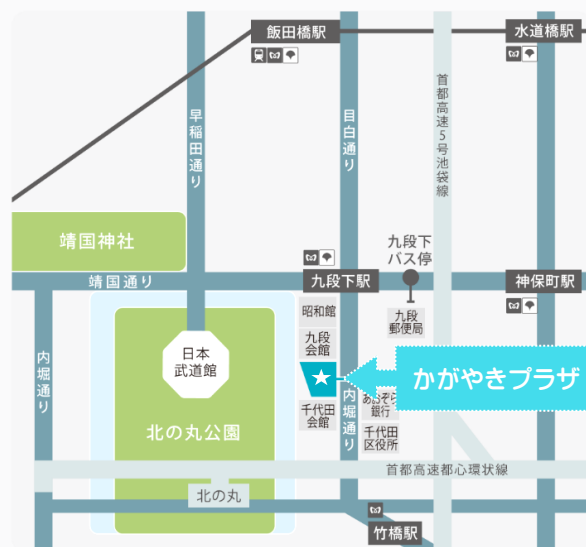 飯田橋駅
水道橋駅
早稲田通り
目白通り
首都高速5号池袋線
靖国神社
九段下
バス停
靖国通り
九段下駅
神保町駅
昭和館
九段
郵便局
九段
会館
日本
武道館
内堀通り
かがやきプラザ
あおぞら
銀行
内堀通り
千代田
会館
千代田
区役所
北の丸公園
首都高速都心環状線
北の丸
竹橋駅